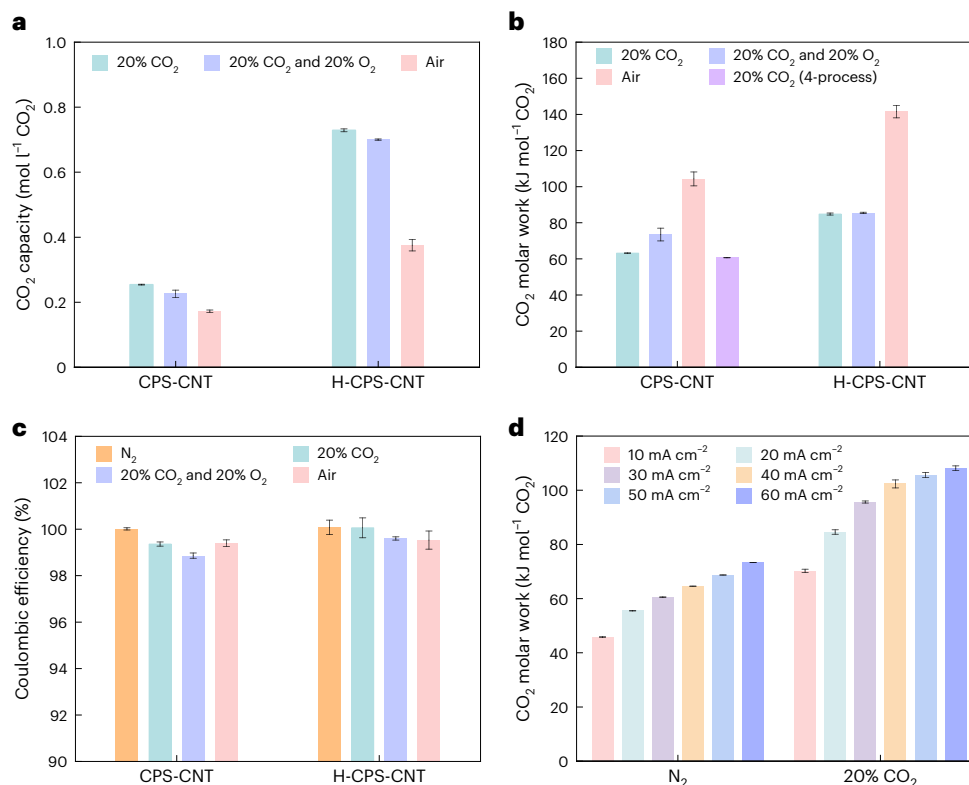 a
1.0
0.8
0.6
0.4
0.2
0
CO₂ capacity (mol l⁻¹ CO₂)
20% CO₂
20% CO₂ and 20% O₂
Air
CPS-CNT
H-CPS-CNT
b
180
160
140
120
100
80
60
40
20
0
CO₂ molar work (kJ mol⁻¹ CO₂)
20% CO₂
20% CO₂ and 20% O₂
Air
20% CO₂ (4-process)
CPS-CNT
H-CPS-CNT
c
104
102
100
98
96
94
92
90
Coulombic efficiency (%)
N₂
20% CO₂
20% CO₂ and 20% O₂
Air
CPS-CNT
H-CPS-CNT
d
120
100
80
60
40
20
0
CO₂ molar work (kJ mol⁻¹ CO₂)
10 mA cm⁻²
20 mA cm⁻²
30 mA cm⁻²
40 mA cm⁻²
50 mA cm⁻²
60 mA cm⁻²
N₂
20% CO₂